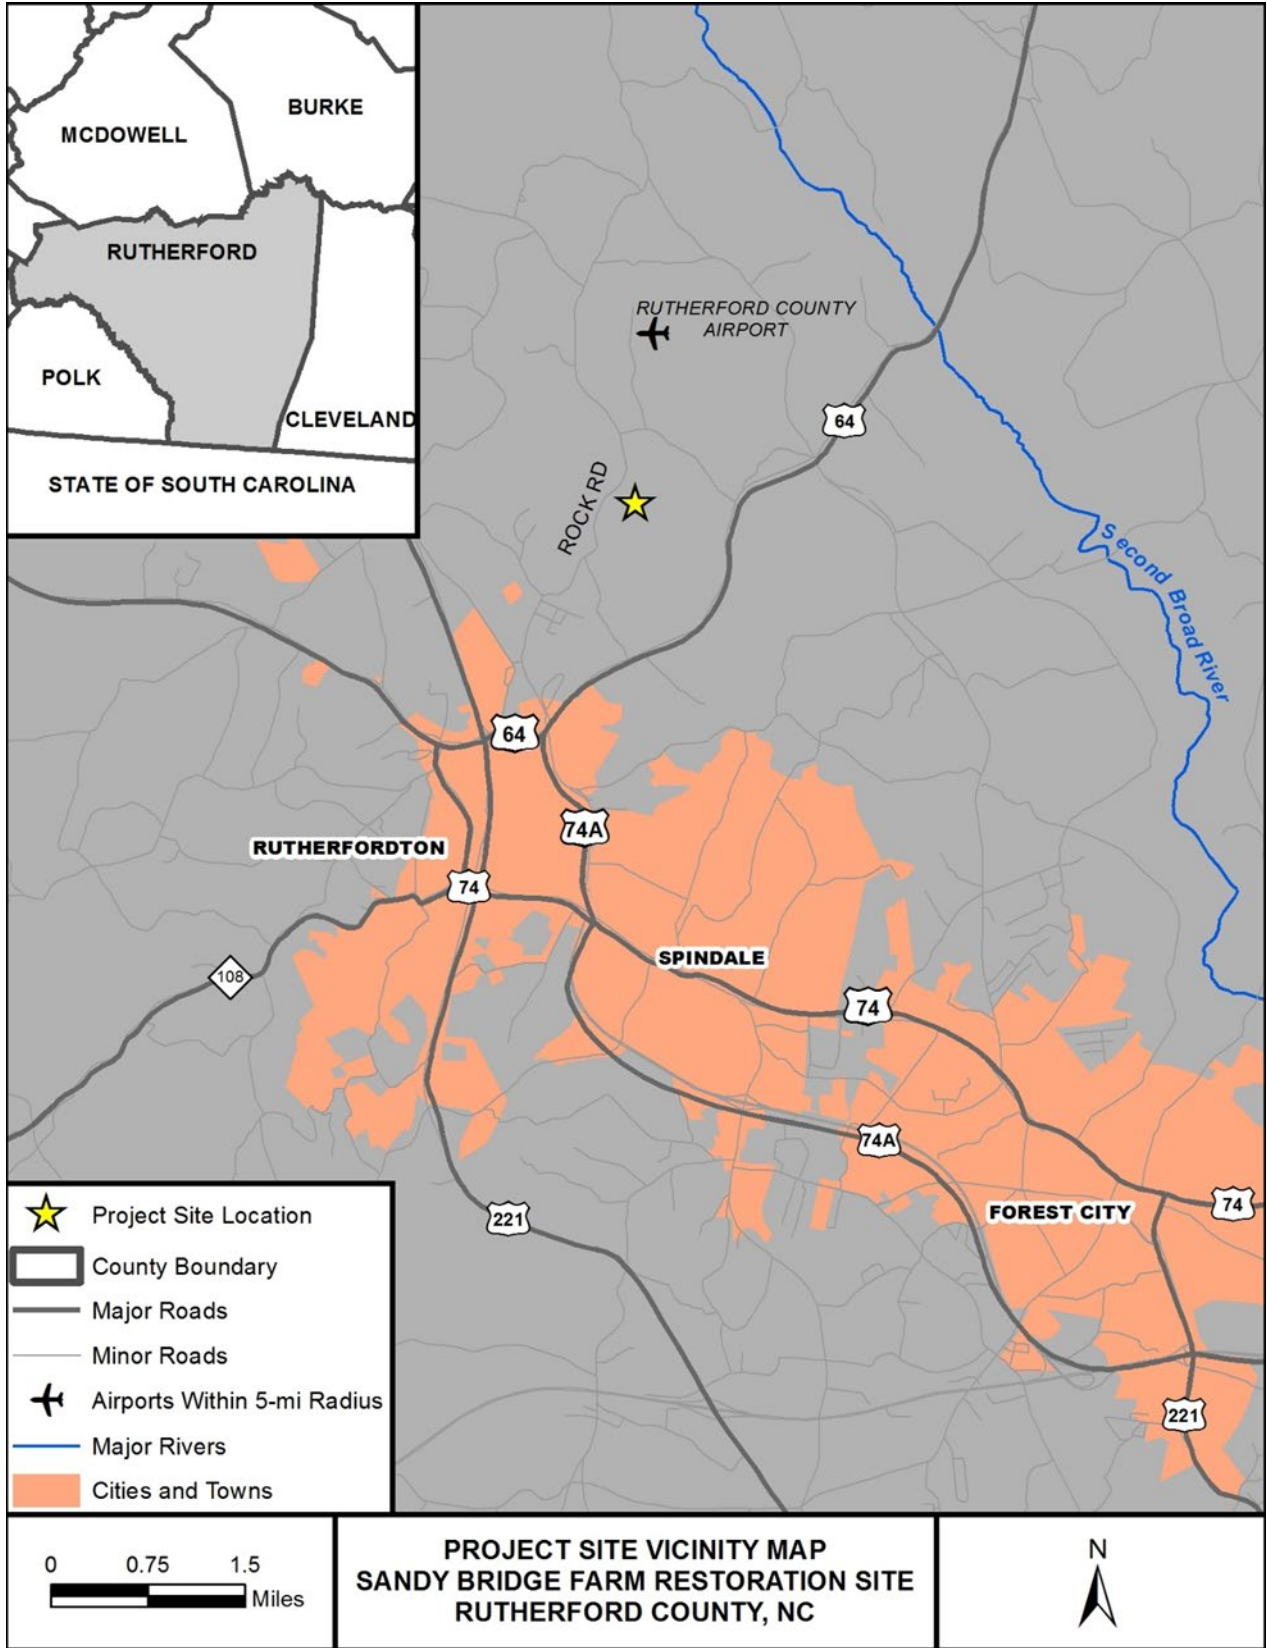 BURKE
MCDOWELL
RUTHERFORD
POLK
CLEVELAND
STATE OF SOUTH CAROLINA
RUTHERFORD COUNTY
AIRPORT
64
ROCK RD
Second Broad River
64
74A
RUTHERFORDTON
74
SPINDALE
108
74
74A
221
FOREST CITY
74
221
Project Site Location
County Boundary
Major Roads
Minor Roads
Airports Within 5-mi Radius
Major Rivers
Cities and Towns
0 0.75 1.5
Miles
PROJECT SITE VICINITY MAP
SANDY BRIDGE FARM RESTORATION SITE
RUTHERFORD COUNTY, NC
N